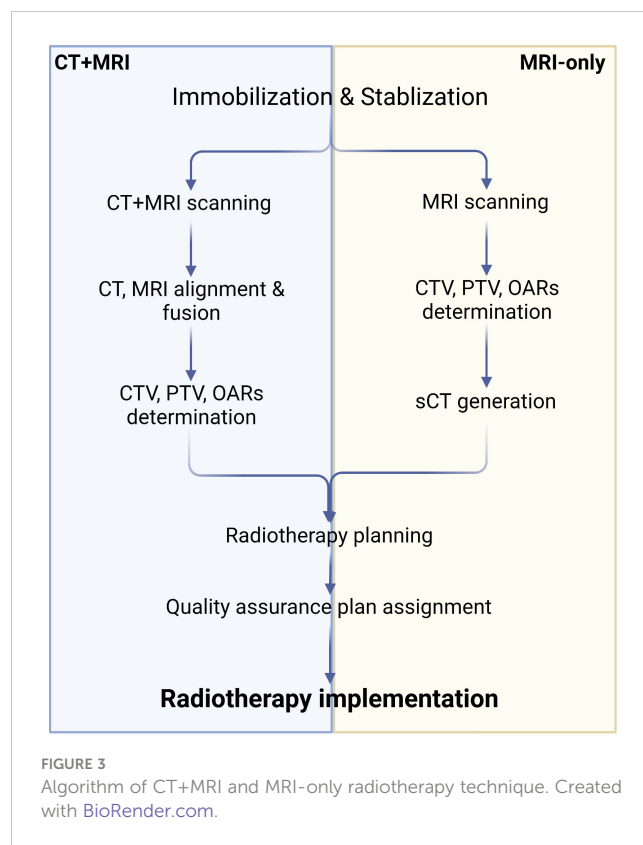 CT+MRI
MRI-only
Immobilization & Stablization
CT+MRI scanning
MRI scanning
CT, MRI alignment &
fusion
CTV, PTV, OARs
determination
CTV, PTV, OARs
determination
sCT generation
Radiotherapy planning
Quality assurance plan assignment
Radiotherapy implementation
FIGURE 3
Algorithm of CT+MRI and MRI-only radiotherapy technique. Created
with BioRender.com.